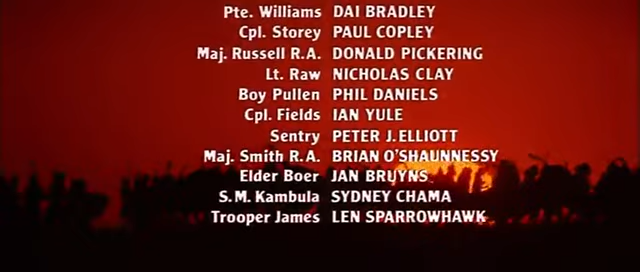 Pte. Williams DAI BRADLEY
Cpl. Storey PAUL COPLEY
Maj. Russell R.A. DONALD PICKERING
Lt. Raw NICHOLAS CLAY
Boy Pullen PHIL DANIELS
Cpl. Fields IAN YULE
Sentry PETER J. ELLIOTT
Maj. Smith R.A. BRIAN O'SHAUNNESSY
Elder Boer JAN BRUYNS
S.M. Kambula SYDNEY CHAMA
Trooper James LEN SPARROWHAWK